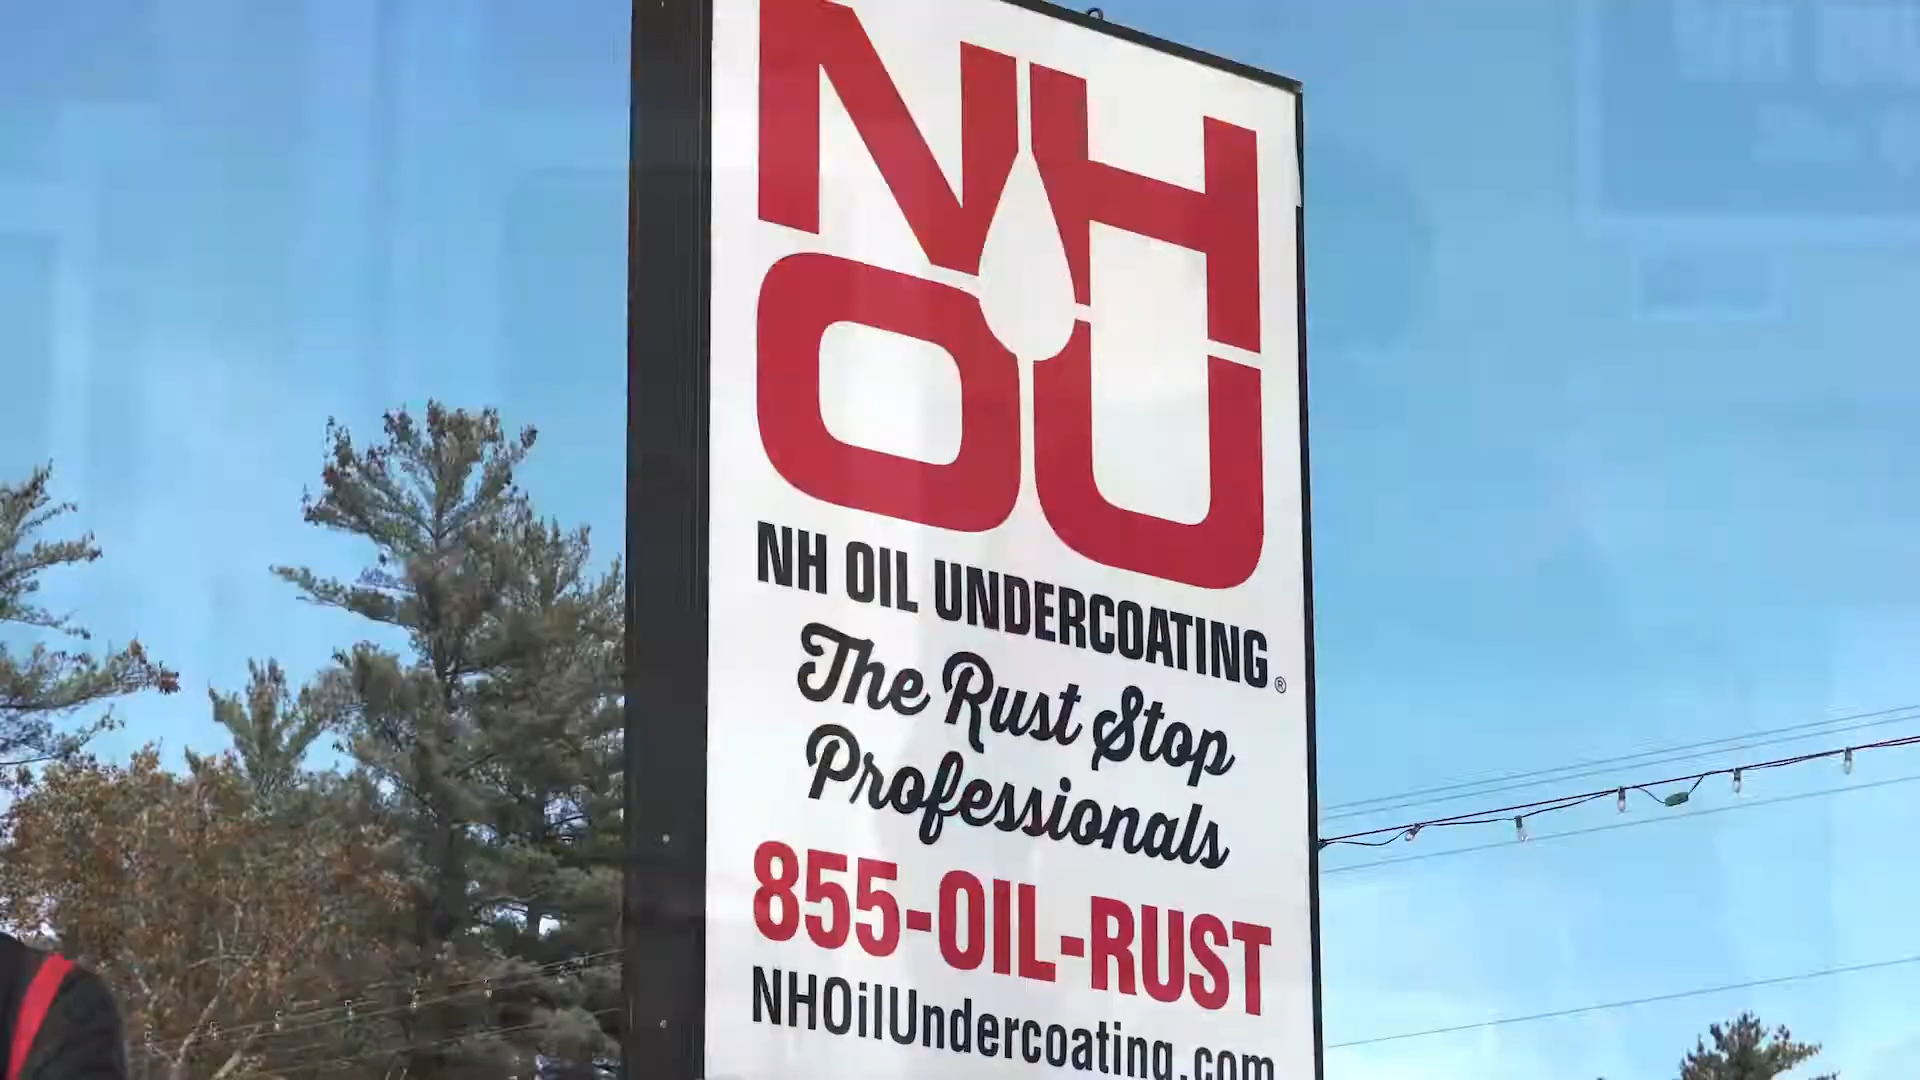 NH
OU
NH OIL UNDERCOATING®
The Rust Stop
Professionals
855-OIL-RUST
NHOilUndercoating.com